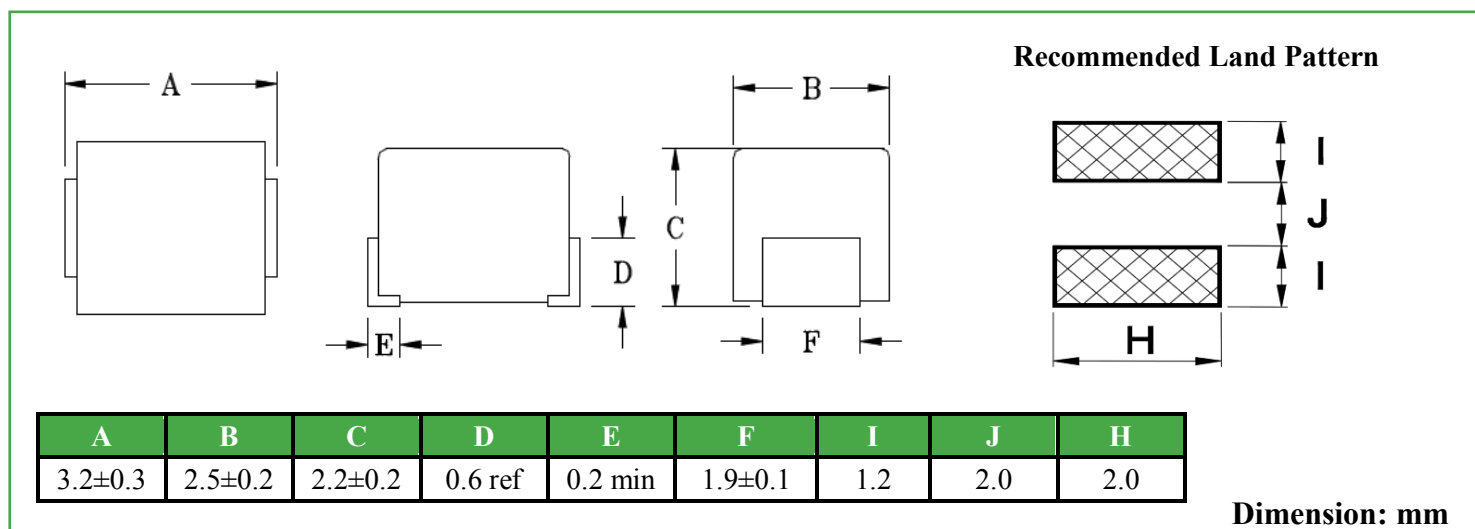 Recommended Land Pattern
A
B
C
D
E
F
I
J
I
H
A B C D E F I J H
3.2±0.3 2.5±0.2 2.2±0.2 0.6 ref 0.2 min 1.9±0.1 1.2 2.0 2.0
Dimension: mm